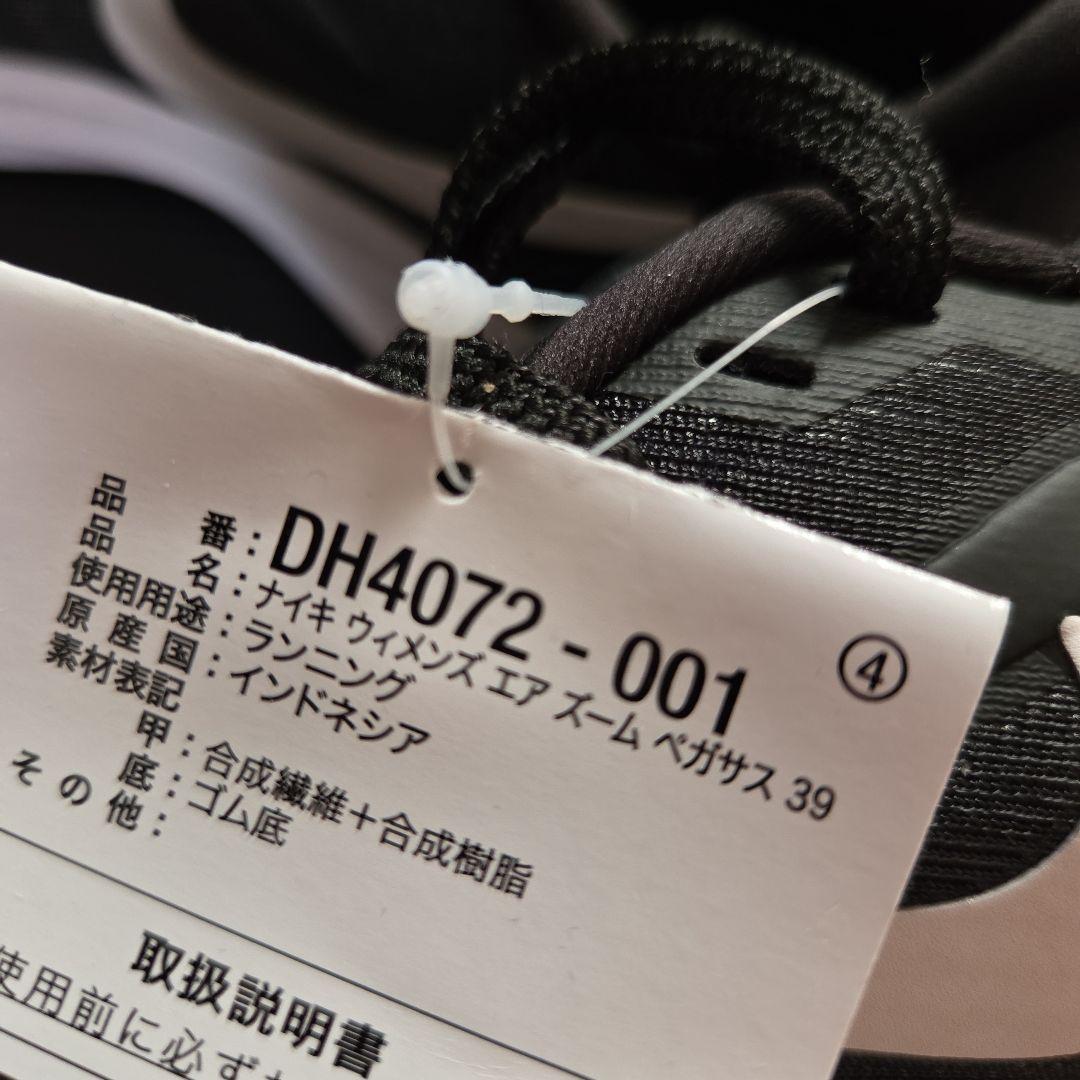 品 番：DH4072 - 001
品 名：ナイキ ウィメンズ エア ズーム ペガサス 39
使用用途：ランニング
原産国：インドネシア
素材表記
甲：合成繊維＋合成樹脂
底：ゴム底
その他：
④
取扱説明書
使用前に必ず